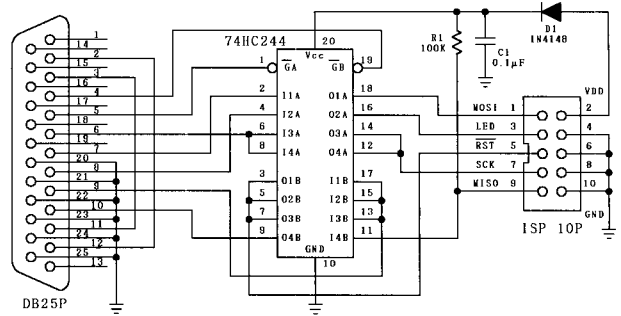 1
14
2
15
3
16
4
17
5
18
6
19
7
20
8
21
9
22
10
23
11
24
12
25
13
DB25P
74HC244
20
Vcc
1 GA GB 19
2 I1A O1A 18
4 I2A O2A 16
6 I3A O3A 14
8 I4A O4A 12
3 O1B I1B 17
5 O2B I2B 15
7 O3B I3B 13
9 O4B I4B 11
GND
10
R1
100K
C1
0.1μF
D1
1N4148
VDD
MOSI 1 2
LED 3 4
RST 5 6
SCK 7 8
MISO 9 10
GND
ISP 10P